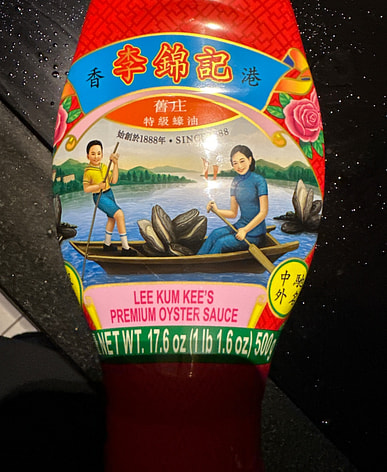 香 李錦記 港
舊庄
特級蠔油
始創於1888年 • SINCE 1888
中
外
LEE KUM KEE'S
PREMIUM OYSTER SAUCE
NET WT. 17.6 oz (1 lb 1.6 oz) 500g